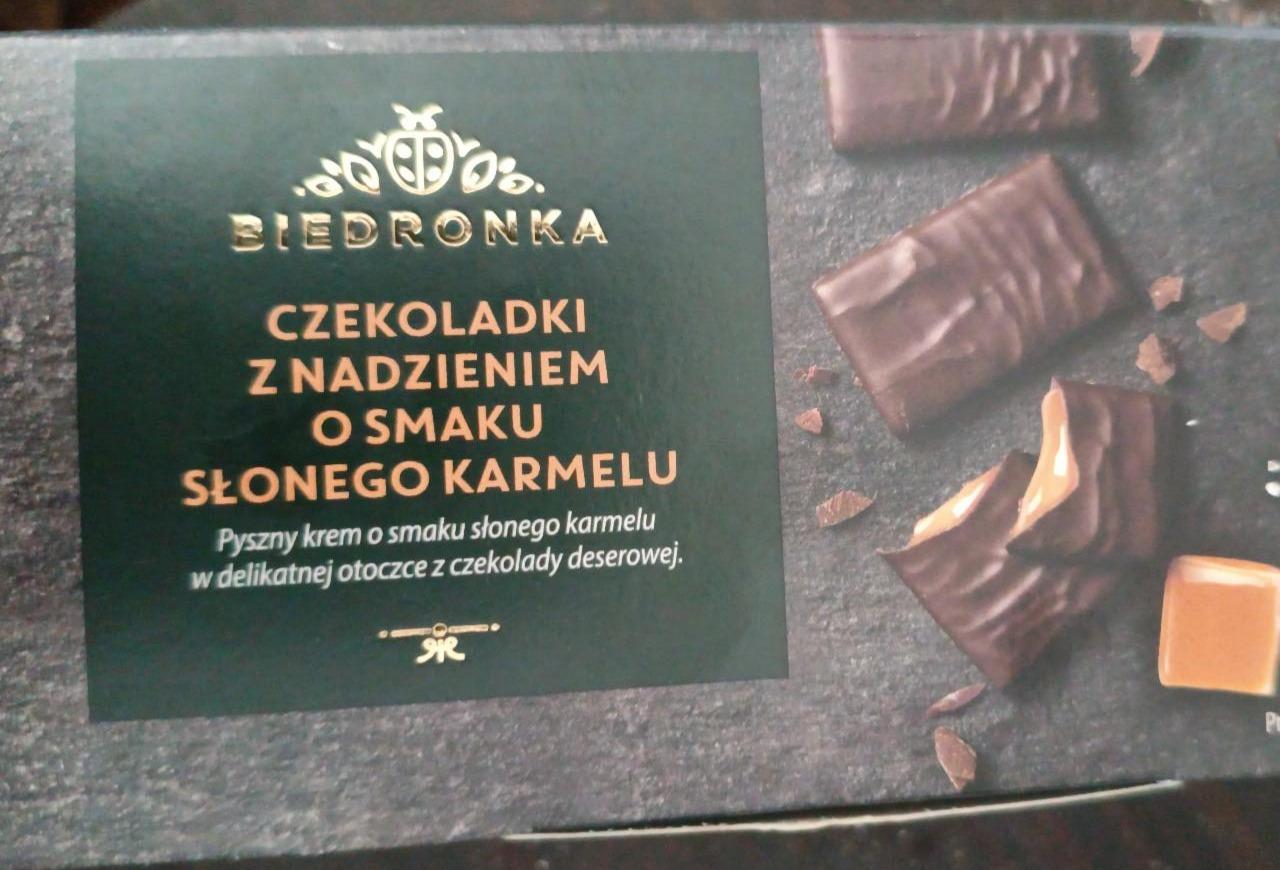 BIEDRONKA
CZEKOLADKI
Z NADZIENIEM
O SMAKU
SŁONEGO KARMELU
Pyszny krem o smaku słonego karmelu
w delikatnej otoczce z czekolady deserowej.